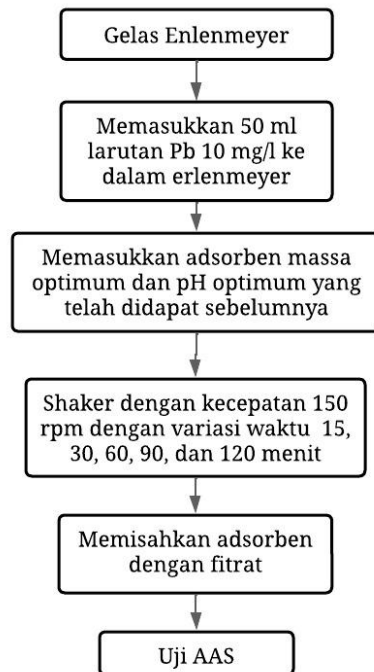 Gelas Enlenmeyer
Memasukkan 50 ml
larutan Pb 10 mg/l ke
dalam erlenmeyer
Memasukkan adsorben massa
optimum dan pH optimum yang
telah didapat sebelumnya
Shaker dengan kecepatan 150
rpm dengan variasi waktu 15,
30, 60, 90, dan 120 menit
Memisahkan adsorben
dengan fitrat
Uji AAS